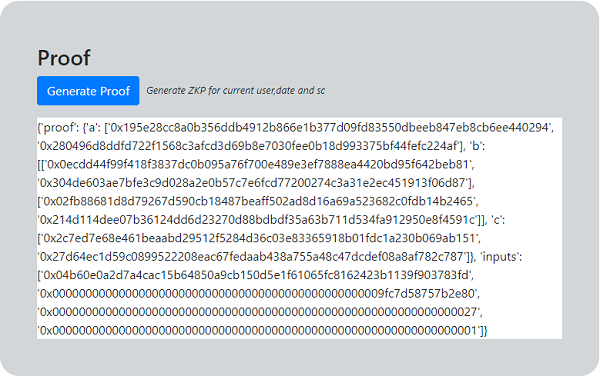 Proof
Generate Proof Generate ZKP for current user,date and sc
{'proof': {'a': ['0x195e28cc8a0b356ddb4912b866e1b377d09fd83550dbeeb847eb8cb6ee440294',
'0x280496d8ddfd722f1568c3afcd3d69b8e7030fee0b18d993375bf44fefc224af'], 'b':
[['0x0ecdd44f99f418f3837dc0b095a76f700e489e3ef7888ea4420bd95f642beb81',
'0x304de603ae7bfe3c9d028a2e0b57c7e6fcd77200274c3a31e2ec451913f06d87'],
['0x02fb88681d8d79267d590cb18487beaff502ad8d16a69a523682c0fdb14b2465',
'0x214d114dee07b36124dd6d23270d88bdbdf35a63b711d534fa912950e8f4591c']], 'c':
['0x2c7ed7e68e461beaabd29512f5284d36c03e83365918b01fdc1a230b069ab151',
'0x27d64ec1d59c0899522208eac67fedaab438a755a48c47dcdef08a8af782c787']}, 'inputs':
['0x04b60e0a2d7a4cac15b64850a9cb150d5e1f61065fc8162423b1139f903783fd',
'0x0000000000000000000000000000000000000000000000000009fc7d58757b2e80',
'0x0000000000000000000000000000000000000000000000000000000000000027',
'0x0000000000000000000000000000000000000000000000000000000000000001']}